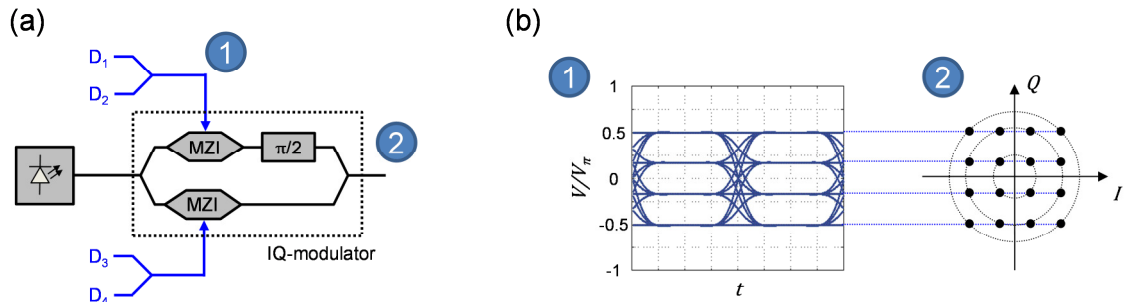 (a)
1
D1
D2
MZI
π/2
2
MZI
IQ-modulator
D3
D4
(b)
1
1
0.5
0
-0.5
-1
V/Vπ
t
2
Q
I